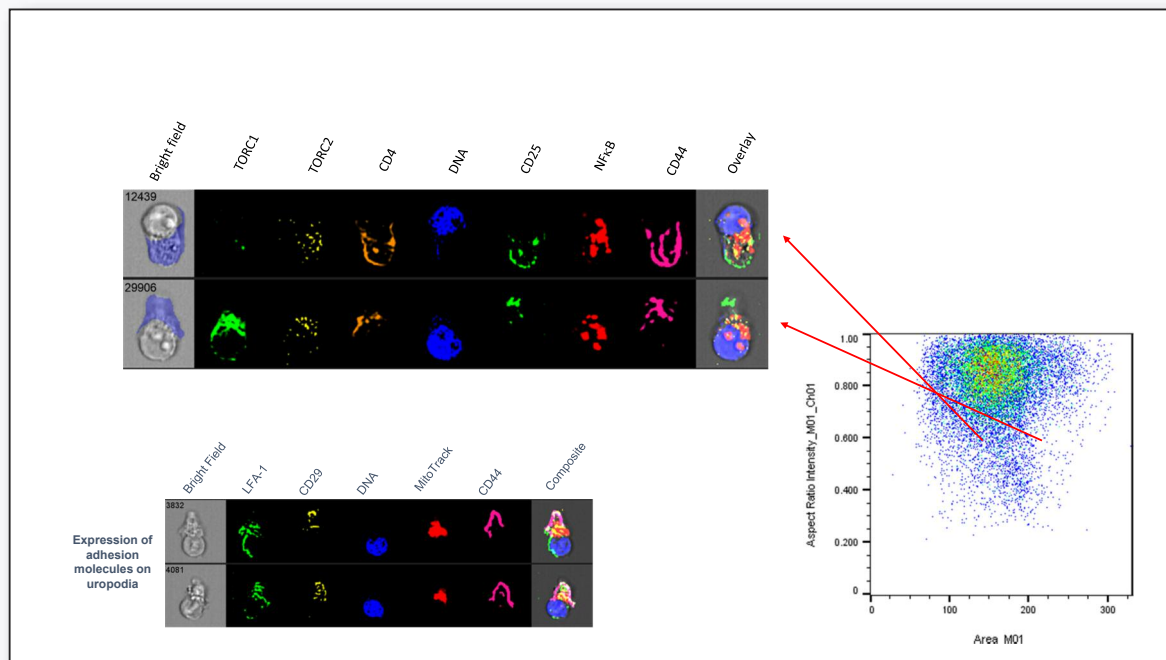 Bright field
TORC1
TORC2
CD4
DNA
CD25
NFκB
CD44
Overlay
12439
29906
Bright Field
LFA-1
CD29
DNA
MitoTrack
CD44
Composite
3832
4081
Expression of
adhesion
molecules on
uropodia
Aspect Ratio Intensity_M01_Ch01
1.00
0.800
0.600
0.400
0.200
0
0 100 200 300
Area M01